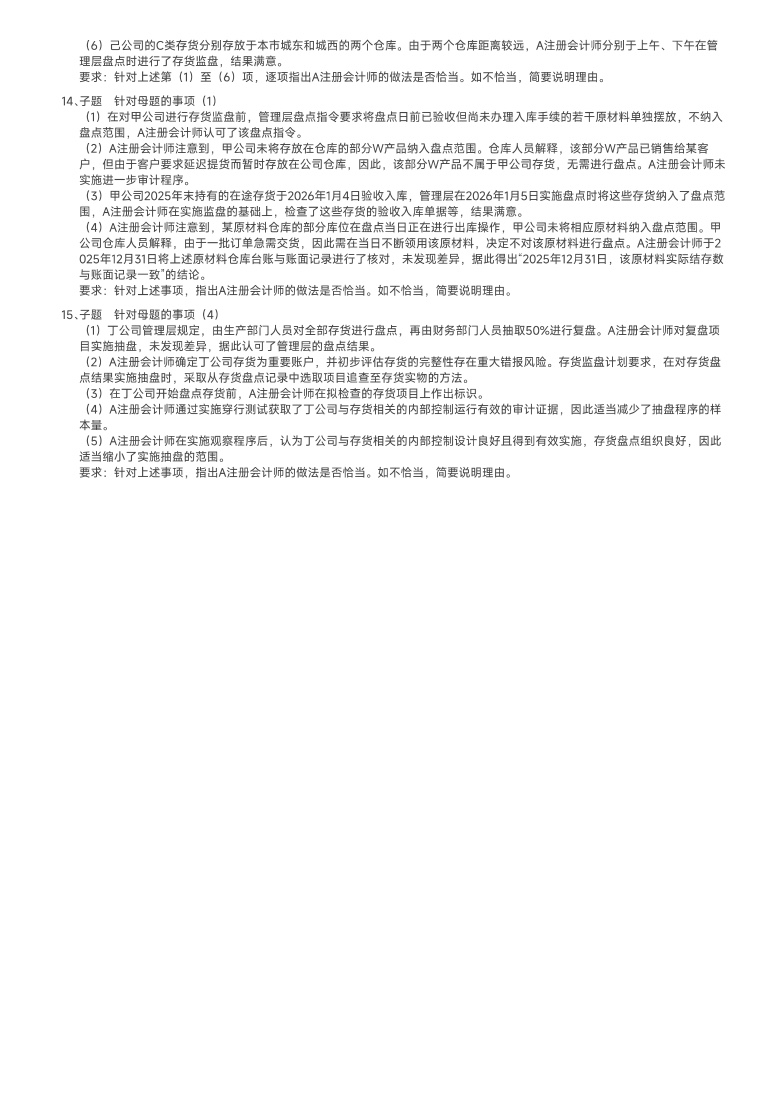 （6）己公司的C类存货分别存放于本市城东和城西的两个仓库。由于两个仓库距离较远，A注册会计师分别于上午、下午在管
理层盘点时进行了存货监盘，结果满意。
要求：针对上述第（1）至（6）项，逐项指出A注册会计师的做法是否恰当。如不恰当，简要说明理由。
14、子题 针对母题的事项（1）
（1）在对甲公司进行存货监盘前，管理层盘点指令要求将盘点日前已验收但尚未办理入库手续的若干原材料单独摆放，不纳入
盘点范围，A注册会计师认可了该盘点指令。
（2）A注册会计师注意到，甲公司未将存放在仓库的部分W产品纳入盘点范围。仓库人员解释，该部分W产品已销售给某客
户，但由于客户要求延迟提货而暂时存放在公司仓库，因此，该部分W产品不属于甲公司存货，无需进行盘点。A注册会计师未
实施进一步审计程序。
（3）甲公司2025年末持有的在途存货于2026年1月4日验收入库，管理层在2026年1月5日实施盘点时将这些存货纳入了盘点范
围，A注册会计师在实施监盘的基础上，检查了这些存货的验收入库单据等，结果满意。
（4）A注册会计师注意到，某原材料仓库的部分库位在盘点当日正在进行出库操作，甲公司未将相应原材料纳入盘点范围。甲
公司仓库人员解释，由于一批订单急需交货，因此需在当日不断领用该原材料，决定不对该原材料进行盘点。A注册会计师于2
025年12月31日将上述原材料仓库台账与账面记录进行了核对，未发现差异，据此得出“2025年12月31日，该原材料实际结存数
与账面记录一致”的结论。
要求：针对上述事项，指出A注册会计师的做法是否恰当。如不恰当，简要说明理由。
15、子题 针对母题的事项（4）
（1）丁公司管理层规定，由生产部门人员对全部存货进行盘点，再由财务部门人员抽取50%进行复盘。A注册会计师对复盘项
目实施抽盘，未发现差异，据此认可了管理层的盘点结果。
（2）A注册会计师确定丁公司存货为重要账户，并初步评估存货的完整性存在重大错报风险。存货监盘计划要求，在对存货盘
点结果实施抽盘时，采取从存货盘点记录中选取项目追查至存货实物的方法。
（3）在丁公司开始盘点存货前，A注册会计师在拟检查的存货项目上作出标识。
（4）A注册会计师通过实施穿行测试获取了丁公司与存货相关的内部控制运行有效的审计证据，因此适当减少了抽盘程序的样
本量。
（5）A注册会计师在实施观察程序后，认为丁公司与存货相关的内部控制设计良好且得到有效实施，存货盘点组织良好，因此
适当缩小了实施抽盘的范围。
要求：针对上述事项，指出A注册会计师的做法是否恰当。如不恰当，简要说明理由。